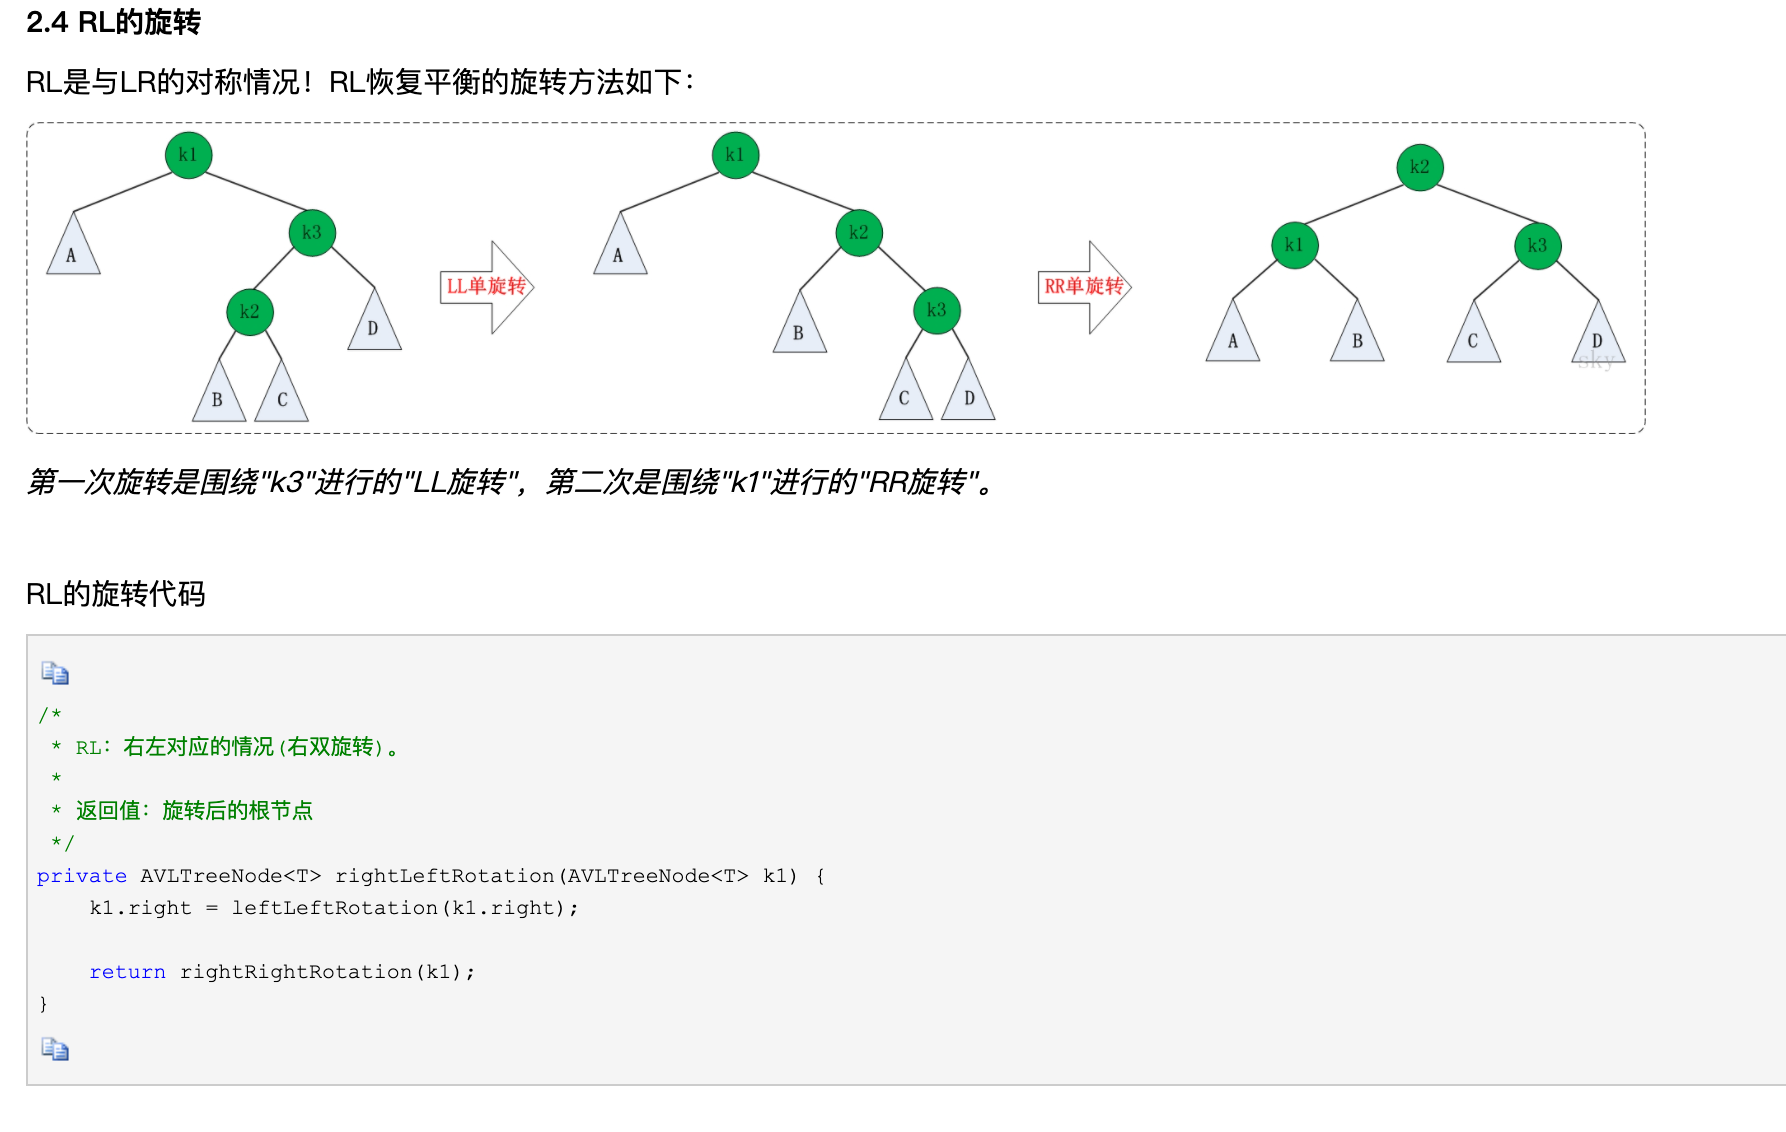 2.4 RL的旋转
RL是与LR的对称情况！RL恢复平衡的旋转方法如下：
k1
k3
A
k2
D
B
C
LL单旋转
k1
k2
A
B
k3
C
D
RR单旋转
k2
k1
k3
A
B
C
D
sky
第一次旋转是围绕"k3"进行的"LL旋转"，第二次是围绕"k1"进行的"RR旋转"。
RL的旋转代码
/*
 * RL：右左对应的情况(右双旋转)。
 *
 * 返回值：旋转后的根节点
 */
private AVLTreeNode<T> rightLeftRotation(AVLTreeNode<T> k1) {
    k1.right = leftLeftRotation(k1.right);
    return rightRightRotation(k1);
}